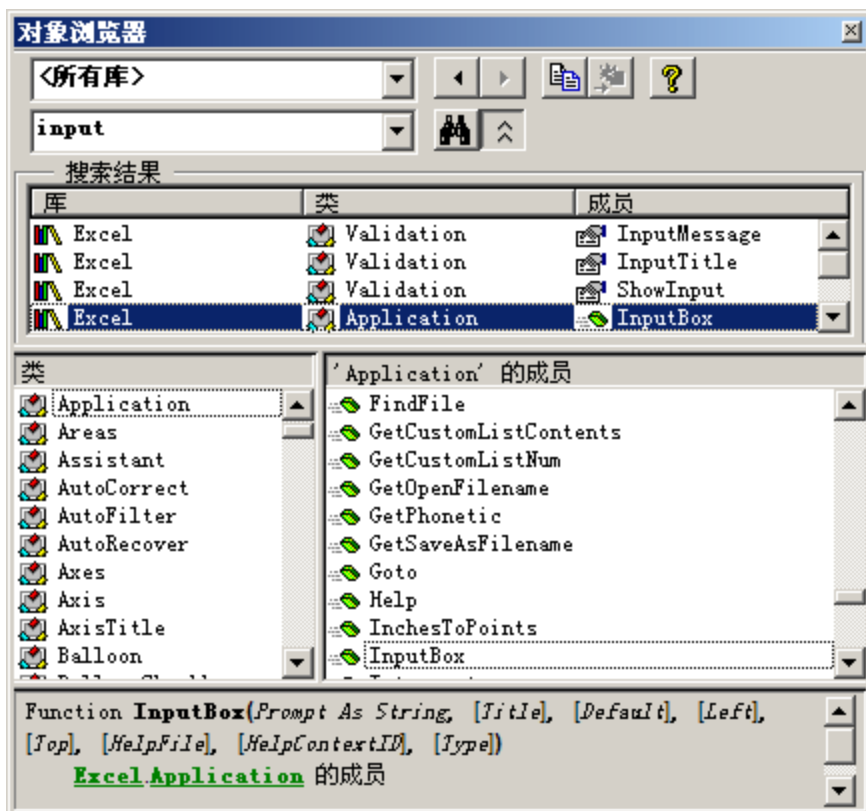 对象浏览器
<所有库>
input
搜索结果
库 类 成员
Excel Validation InputMessage
Excel Validation InputTitle
Excel Validation ShowInput
Excel Application InputBox
类 'Application' 的成员
Application FindFile
Areas GetCustomListContents
Assistant GetCustomListNum
AutoCorrect GetOpenFilename
AutoFilter GetPhonetic
AutoRecover GetSaveAsFilename
Axes Goto
Axis Help
AxisTitle InchesToPoints
Balloon InputBox
Function InputBox(Prompt As String, [Title], [Default], [Left],
[Top], [HelpFile], [HelpContextID], [Type])
Excel.Application 的成员